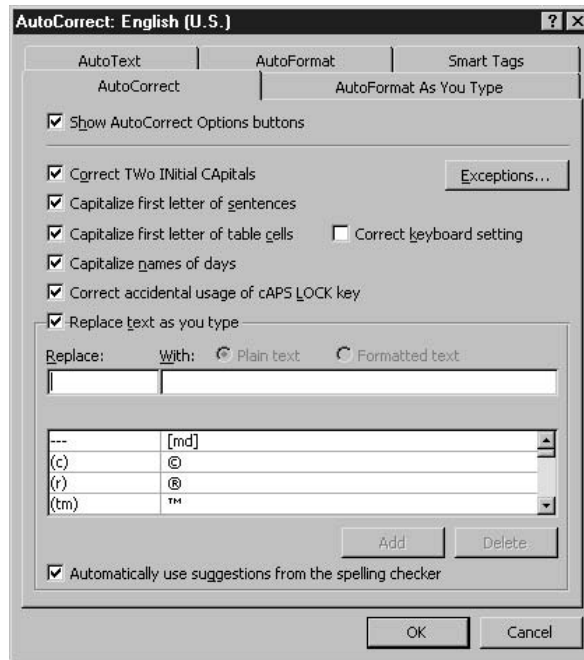 AutoCorrect: English (U.S.)
AutoText AutoFormat Smart Tags
AutoCorrect AutoFormat As You Type
Show AutoCorrect Options buttons
Correct TWo INitial CApitals Exceptions...
Capitalize first letter of sentences
Capitalize first letter of table cells Correct keyboard setting
Capitalize names of days
Correct accidental usage of cAPS LOCK key
Replace text as you type
Replace: With: Plain text Formatted text
--- [md]
(c) ©
(r) ®
(tm) ™
Add Delete
Automatically use suggestions from the spelling checker
OK Cancel